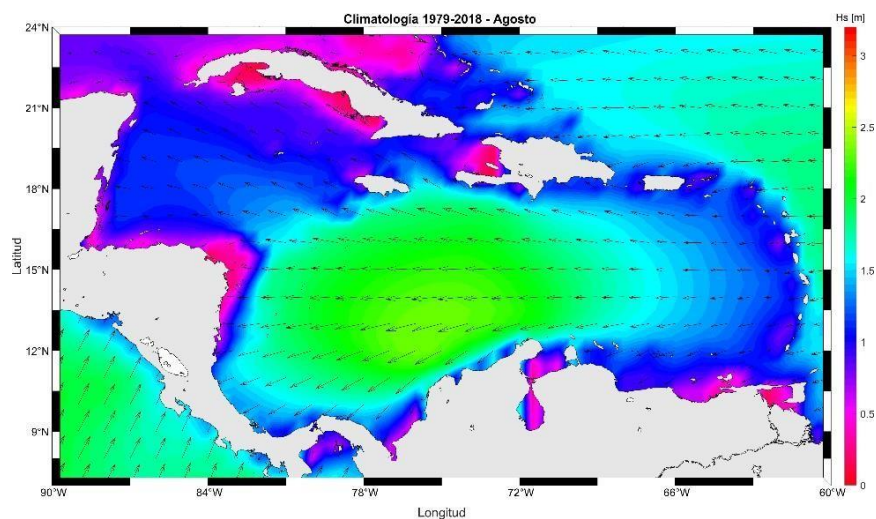 Climatología 1979-2018 - Agosto
Hs [m]
24°N
21°N
18°N
15°N
12°N
9°N
Latitud
90°W 84°W 78°W 72°W 66°W 60°W
Longitud
3
2.5
2
1.5
1
0.5
0